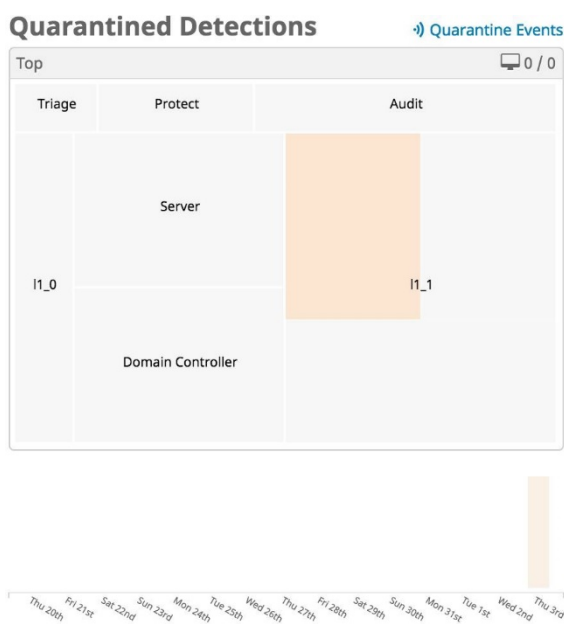 Quarantined Detections
Quarantine Events
Top
0 / 0
Triage
Protect
Audit
Server
l1_0
l1_1
Domain Controller
Thu 20th
Fri 21st
Sat 22nd
Sun 23rd
Mon 24th
Tue 25th
Wed 26th
Thu 27th
Fri 28th
Sat 29th
Sun 30th
Mon 31st
Tue 1st
Wed 2nd
Thu 3rd